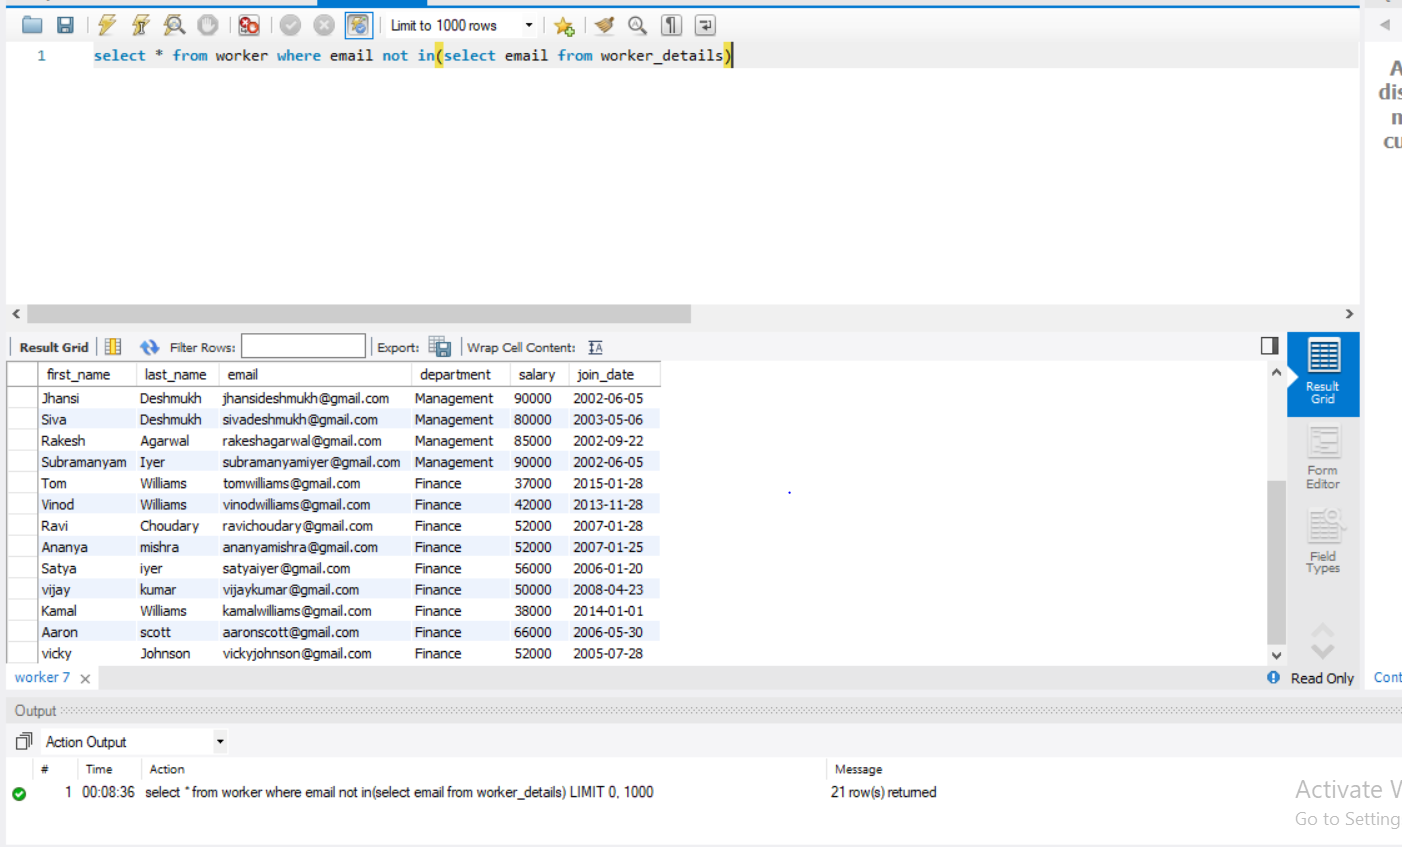 Limit to 1000 rows
1 select * from worker where email not in(select email from worker_details)
Result Grid Filter Rows: Export: Wrap Cell Content:
first_name last_name email department salary join_date
Jhansi Deshmukh jhansideshmukh@gmail.com Management 90000 2002-06-05
Siva Deshmukh sivadeshmukh@gmail.com Management 80000 2003-05-06
Rakesh Agarwal rakeshagarwal@gmail.com Management 85000 2002-09-22
Subramanyam Iyer subramanyamiyer@gmail.com Management 90000 2002-06-05
Tom Williams tomwilliams@gmail.com Finance 37000 2015-01-28
Vinod Williams vinodwilliams@gmail.com Finance 42000 2013-11-28
Ravi Choudary ravichoudary@gmail.com Finance 52000 2007-01-28
Ananya mishra ananyamishra@gmail.com Finance 52000 2007-01-25
Satya iyer satyaiyer@gmail.com Finance 56000 2006-01-20
vijay kumar vijaykumar@gmail.com Finance 50000 2008-04-23
Kamal Williams kamalwilliams@gmail.com Finance 38000 2014-01-01
Aaron scott aaronscott@gmail.com Finance 66000 2006-05-30
vicky Johnson vickyjohnson@gmail.com Finance 52000 2005-07-28
Result
Grid
Form
Editor
Field
Types
worker 7
Read Only
Output
Action Output
# Time Action Message
1 00:08:36 select * from worker where email not in(select email from worker_details) LIMIT 0, 1000 21 row(s) returned
Activate
Go to Setting